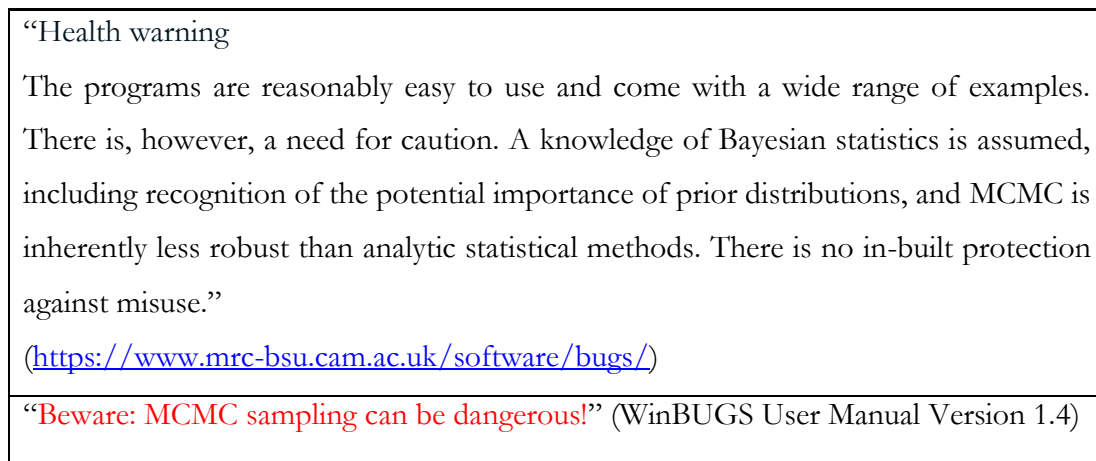 “Health warning
The programs are reasonably easy to use and come with a wide range of examples.
There is, however, a need for caution. A knowledge of Bayesian statistics is assumed,
including recognition of the potential importance of prior distributions, and MCMC is
inherently less robust than analytic statistical methods. There is no in-built protection
against misuse.”
(https://www.mrc-bsu.cam.ac.uk/software/bugs/)
“Beware: MCMC sampling can be dangerous!” (WinBUGS User Manual Version 1.4)